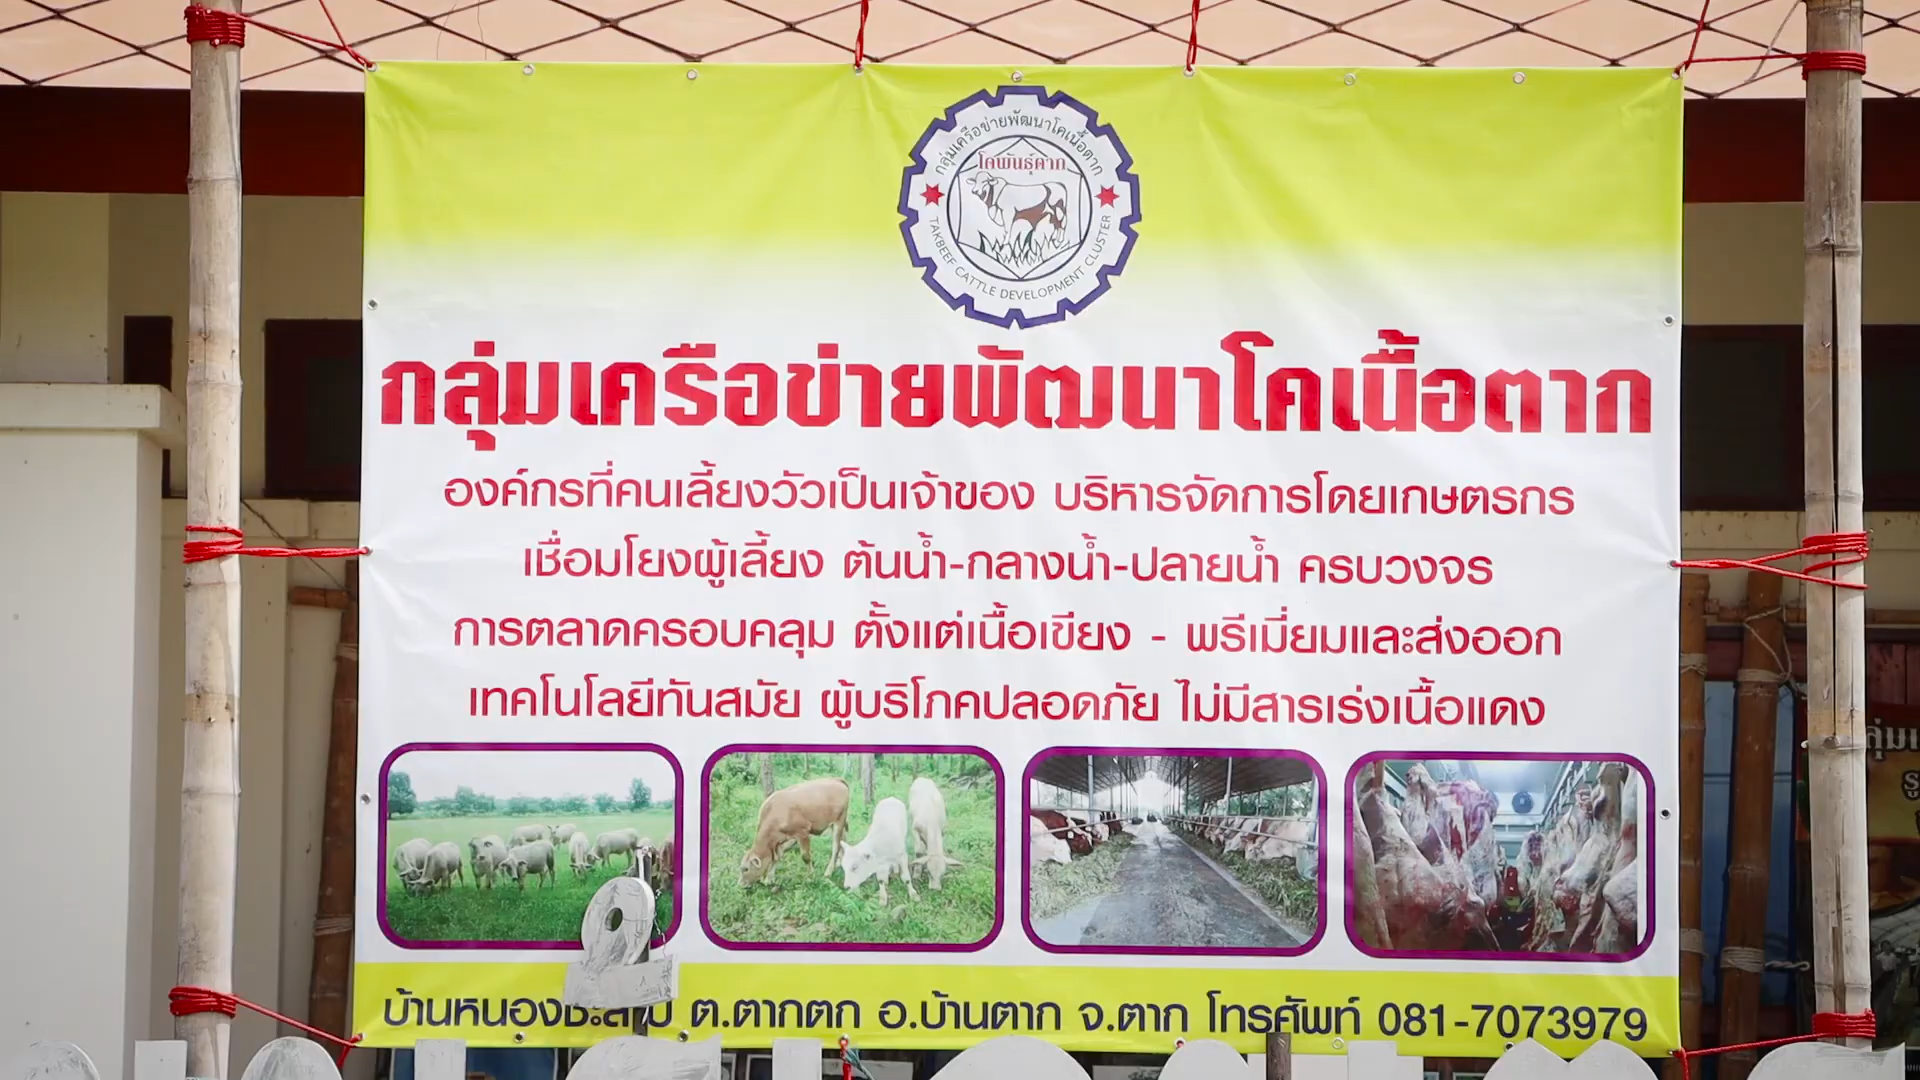 กลุ่มเครือข่ายพัฒนาโคเนื้อตาก
โคพันธุ์ตาก
TAKBEEF CATTLE DEVELOPMENT CLUSTER
กลุ่มเครือข่ายพัฒนาโคเนื้อตาก
องค์กรที่คนเลี้ยงวัวเป็นเจ้าของ บริหารจัดการโดยเกษตรกร
เชื่อมโยงผู้เลี้ยง ต้นน้ำ-กลางน้ำ-ปลายน้ำ ครบวงจร
การตลาดครอบคลุม ตั้งแต่เนื้อเขียง - พรีเมี่ยมและส่งออก
เทคโนโลยีทันสมัย ผู้บริโภคปลอดภัย ไม่มีสารเร่งเนื้อแดง
ต.ตากตก อ.บ้านตาก จ.ตาก โทรศัพท์ 081-7073979